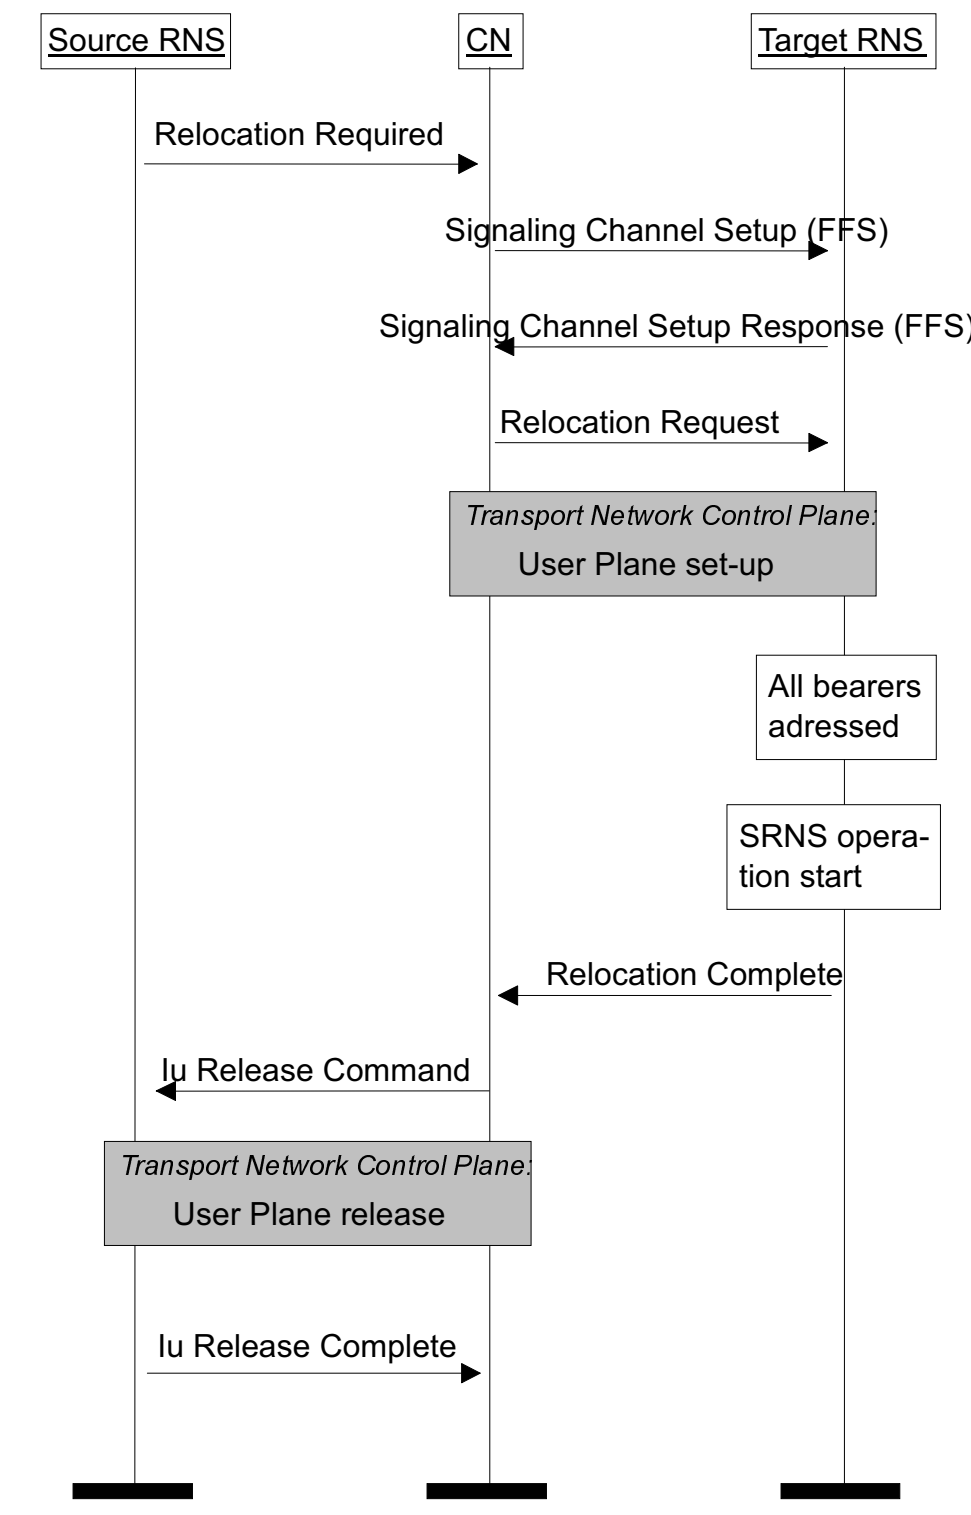 Source RNS
CN
Target RNS
Relocation Required
Signaling Channel Setup (FFS)
Signaling Channel Setup Response (FFS)
Relocation Request
Transport Network Control Plane:
User Plane set-up
All bearers
adressed
SRNS opera-
tion start
Relocation Complete
Iu Release Command
Transport Network Control Plane:
User Plane release
Iu Release Complete